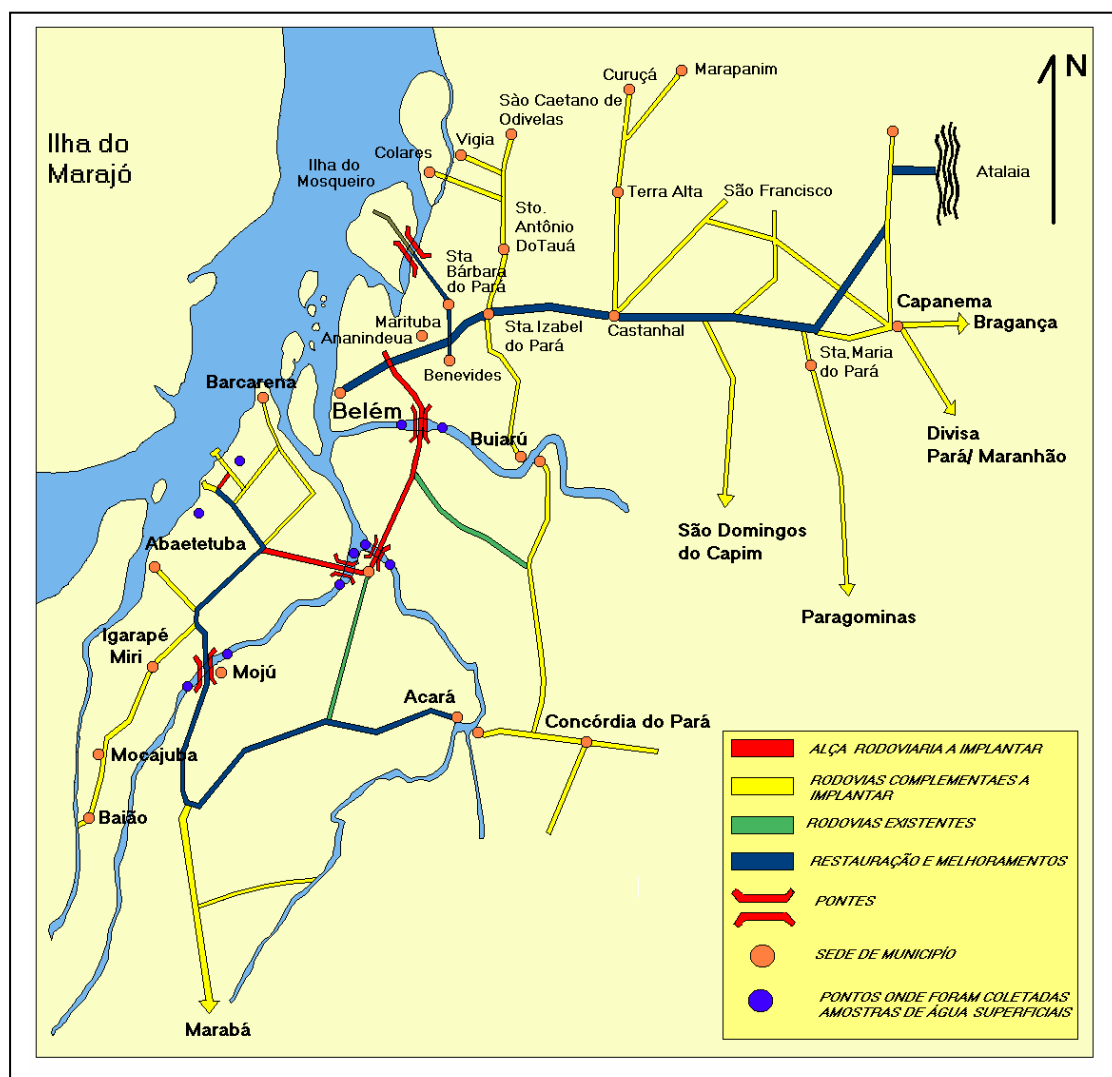 N
Curuçá
Marapanim
Sào Caetano de
Odivelas
Ilha do
Marajó
Vigia
Colares
Ilha do
Mosqueiro
Atalaia
Terra Alta
São Francisco
Sto.
Antônio
DoTauá
Sta
Bárbara
do Pará
Capanema
Bragança
Marituba
Ananindeua
Sta. Izabel
do Pará
Castanhal
Sta. Maria
do Pará
Benevides
Barcarena
Belém
Bujarú
Divisa
Pará/ Maranhão
São Domingos
do Capim
Abaetetuba
Paragominas
Igarapé
Miri
Mojú
Acará
Concórdia do Pará
Mocajuba
Baião
Marabá
ALÇA RODOVIARIA A IMPLANTAR
RODOVIAS COMPLEMENTAES A
IMPLANTAR
RODOVIAS EXISTENTES
RESTAURAÇÃO E MELHORAMENTOS
PONTES
SEDE DE MUNICIPÍO
PONTOS ONDE FORAM COLETADAS
AMOSTRAS DE ÁGUA SUPERFICIAIS